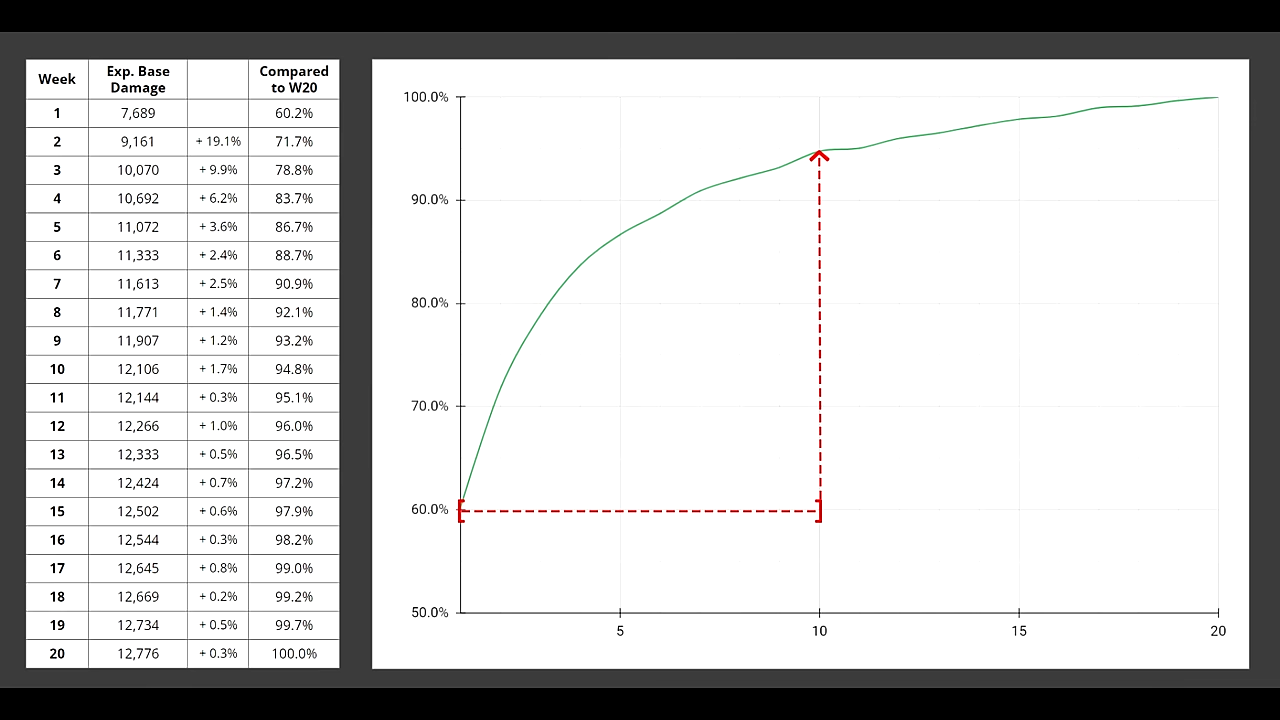 Week Exp. Base Damage Compared to W20
1 7,689 60.2%
2 9,161 + 19.1% 71.7%
3 10,070 + 9.9% 78.8%
4 10,692 + 6.2% 83.7%
5 11,072 + 3.6% 86.7%
6 11,333 + 2.4% 88.7%
7 11,613 + 2.5% 90.9%
8 11,771 + 1.4% 92.1%
9 11,907 + 1.2% 93.2%
10 12,106 + 1.7% 94.8%
11 12,144 + 0.3% 95.1%
12 12,266 + 1.0% 96.0%
13 12,333 + 0.5% 96.5%
14 12,424 + 0.7% 97.2%
15 12,502 + 0.6% 97.9%
16 12,544 + 0.3% 98.2%
17 12,645 + 0.8% 99.0%
18 12,669 + 0.2% 99.2%
19 12,734 + 0.5% 99.7%
20 12,776 + 0.3% 100.0%
100.0%
90.0%
80.0%
70.0%
60.0%
50.0%
5 10 15 20